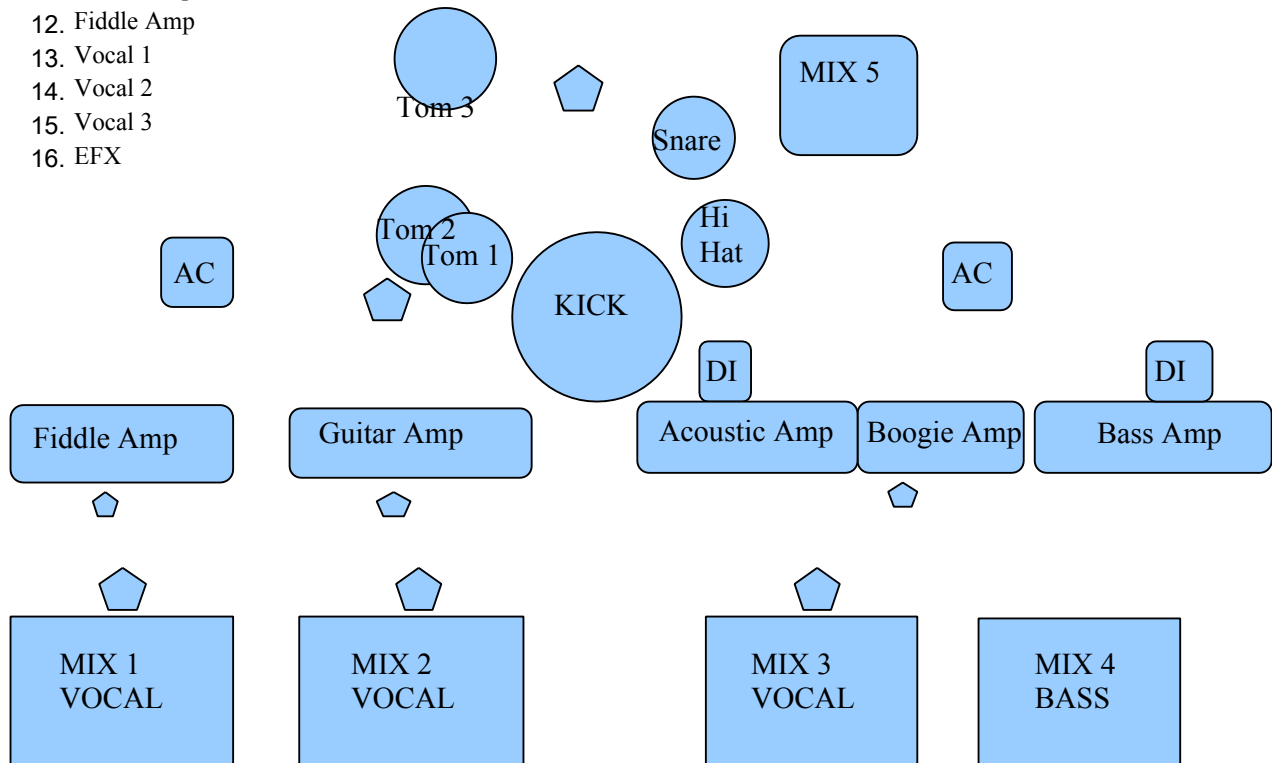 12. Fiddle Amp
13. Vocal 1
14. Vocal 2
15. Vocal 3
16. EFX
Tom 3
MIX 5
Snare
Tom 2
Tom 1
Hi
Hat
AC
KICK
AC
DI
DI
Fiddle Amp
Guitar Amp
Acoustic Amp
Boogie Amp
Bass Amp
MIX 1
VOCAL
MIX 2
VOCAL
MIX 3
VOCAL
MIX 4
BASS